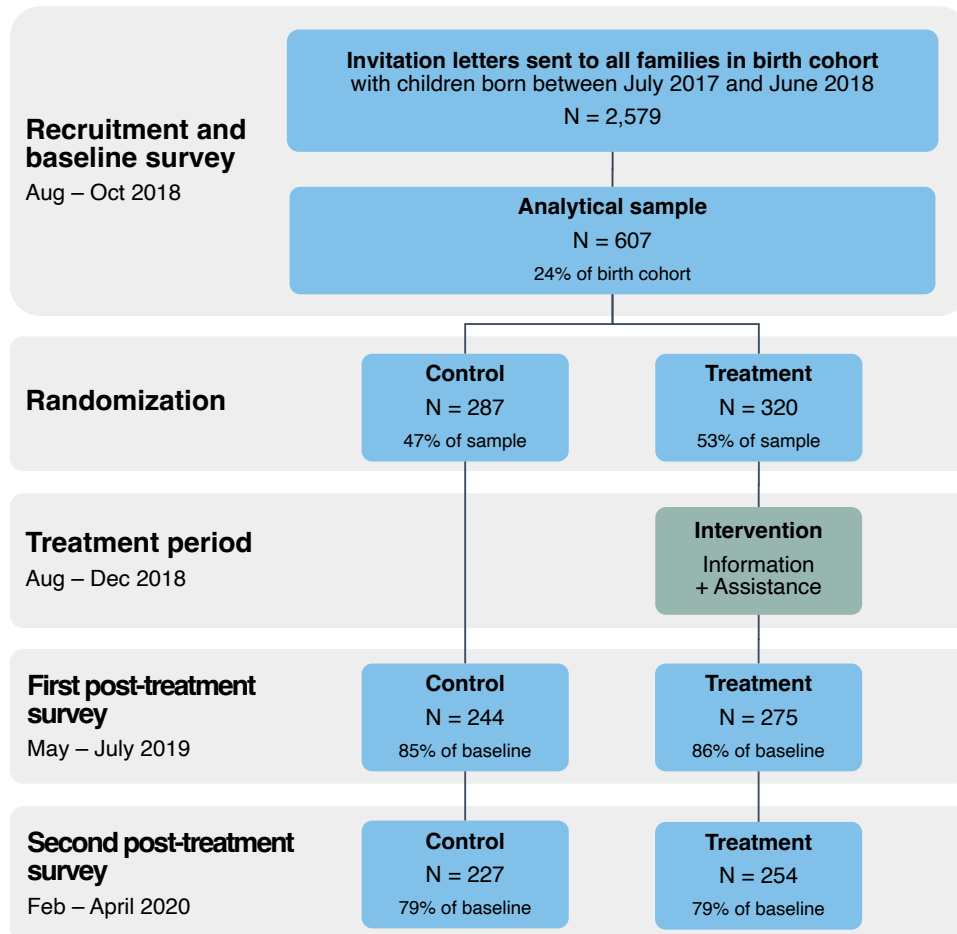 Recruitment and
baseline survey
Aug – Oct 2018
Invitation letters sent to all families in birth cohort
with children born between July 2017 and June 2018
N = 2,579
Analytical sample
N = 607
24% of birth cohort
Randomization
Control
N = 287
47% of sample
Treatment
N = 320
53% of sample
Treatment period
Aug – Dec 2018
Intervention
Information
+ Assistance
First post-treatment
survey
May – July 2019
Control
N = 244
85% of baseline
Treatment
N = 275
86% of baseline
Second post-treatment
survey
Feb – April 2020
Control
N = 227
79% of baseline
Treatment
N = 254
79% of baseline